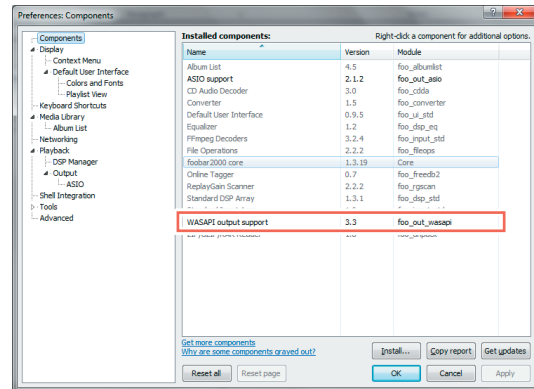 Preferences: Components
Components
Display
Context Menu
Default User Interface
Colors and Fonts
Playlist View
Keyboard Shortcuts
Media Library
Album List
Networking
Playback
DSP Manager
Output
ASIO
Shell Integration
Tools
Advanced
Installed components: Right-click a component for additional options.
Name Version Module
Album List 4.5 foo_albumlist
ASIO support 2.1.2 foo_out_asio
CD Audio Decoder 3.0 foo_cdda
Converter 1.5 foo_converter
Default User Interface 0.9.5 foo_ui_std
Equalizer 1.2 foo_dsp_eq
FFmpeg Decoders 3.2.4 foo_input_std
File Operations 2.2.2 foo_fileops
foobar2000 core 1.3.19 Core
Online Tagger 0.7 foo_freedb2
ReplayGain Scanner 2.2.2 foo_rgscan
Standard DSP Array 1.3.1 foo_dsp_std
WASAPI output support 3.3 foo_out_wasapi
Get more components
Why are some components grayed out?
Install... Copy report Get updates
Reset all Reset page OK Cancel Apply